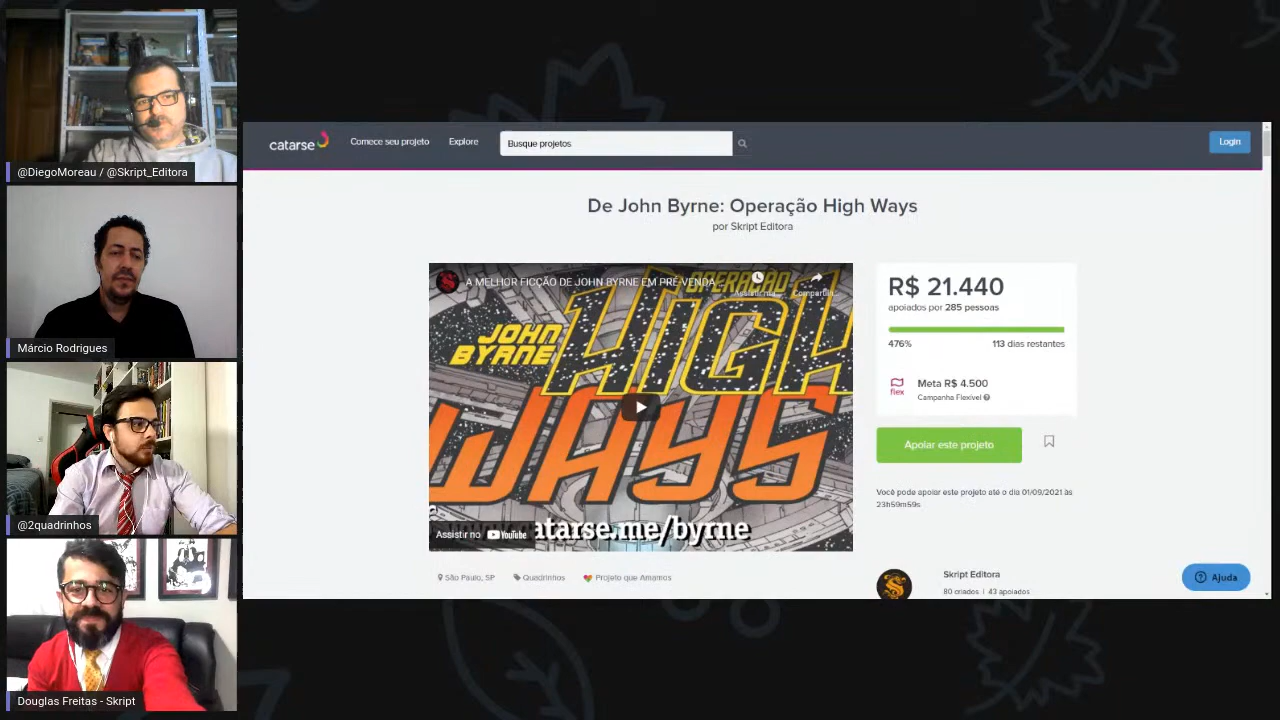 @DiegoMoreau / @Skript_Editora
Márcio Rodrigues
@2quadrinhos
Douglas Freitas - Skript
catarse
Comece seu projeto
Explore
Busque projetos
Login
De John Byrne: Operação High Ways
por Skript Editora
A MELHOR FICÇÃO DE JOHN BYRNE EM PRÉ-VENDA...
Assistir ma...
Compartilh...
OPERAÇÃO
JOHN
BYRNE
HIGH
WAYS
Assistir no YouTube
atarse.me/byrne
R$ 21.440
apoiados por 285 pessoas
476%
113 dias restantes
flex
Meta R$ 4.500
Campanha Flexível
Apoiar este projeto
Você pode apoiar este projeto até o dia 01/09/2021 às
23h59m59s
São Paulo, SP
Quadrinhos
Projeto que Amamos
Skript Editora
80 criados | 43 apoiados
Ajuda